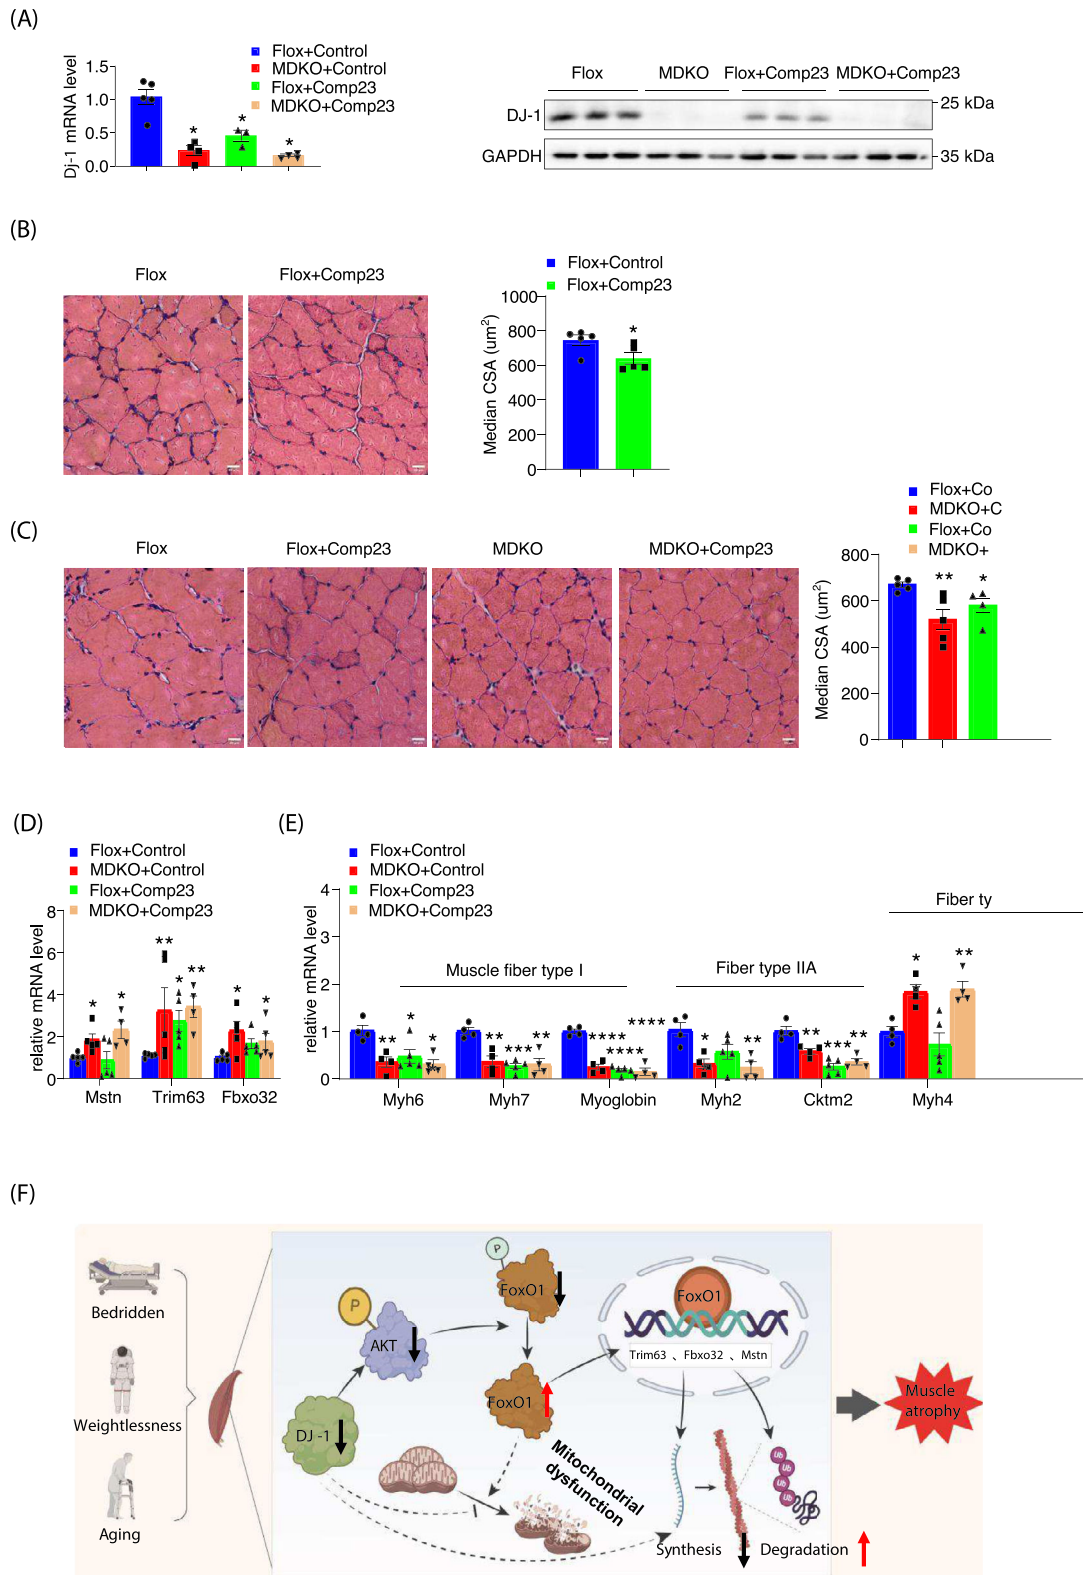 (A)
Flox+Control
MDKO+Control
Flox+Comp23
MDKO+Comp23
Dj-1 mRNA level
1.5
1.0
0.5
0.0
*
*
*
Flox
MDKO
Flox+Comp23
MDKO+Comp23
DJ-1
25 kDa
GAPDH
35 kDa
(B)
Flox
Flox+Comp23
Flox+Control
Flox+Comp23
Median CSA (um²)
1000
800
600
400
200
0
*
(C)
Flox
Flox+Comp23
MDKO
MDKO+Comp23
Flox+Co
MDKO+C
Flox+Co
MDKO+
Median CSA (um²)
800
600
400
200
0
**
*
(D)
Flox+Control
MDKO+Control
Flox+Comp23
MDKO+Comp23
relative mRNA level
8
6
4
2
0
*
*
**
*
**
*
*
Mstn
Trim63
Fbxo32
(E)
Flox+Control
MDKO+Control
Flox+Comp23
MDKO+Comp23
relative mRNA level
4
3
2
1
0
Muscle fiber type I
Fiber type IIA
Fiber ty
**
*
*
**
***
**
****
****
****
*
**
**
***
**
*
**
Myh6
Myh7
Myoglobin
Myh2
Cktm2
Myh4
(F)
Bedridden
Weightlessness
Aging
P
AKT
DJ -1
P
FoxO1
FoxO1
FoxO1
Trim63 、 Fbxo32 、 Mstn
Mitochondrial
dysfunction
Ub
Ub
Ub
Ub
Synthesis
Degradation
Muscle
atrophy